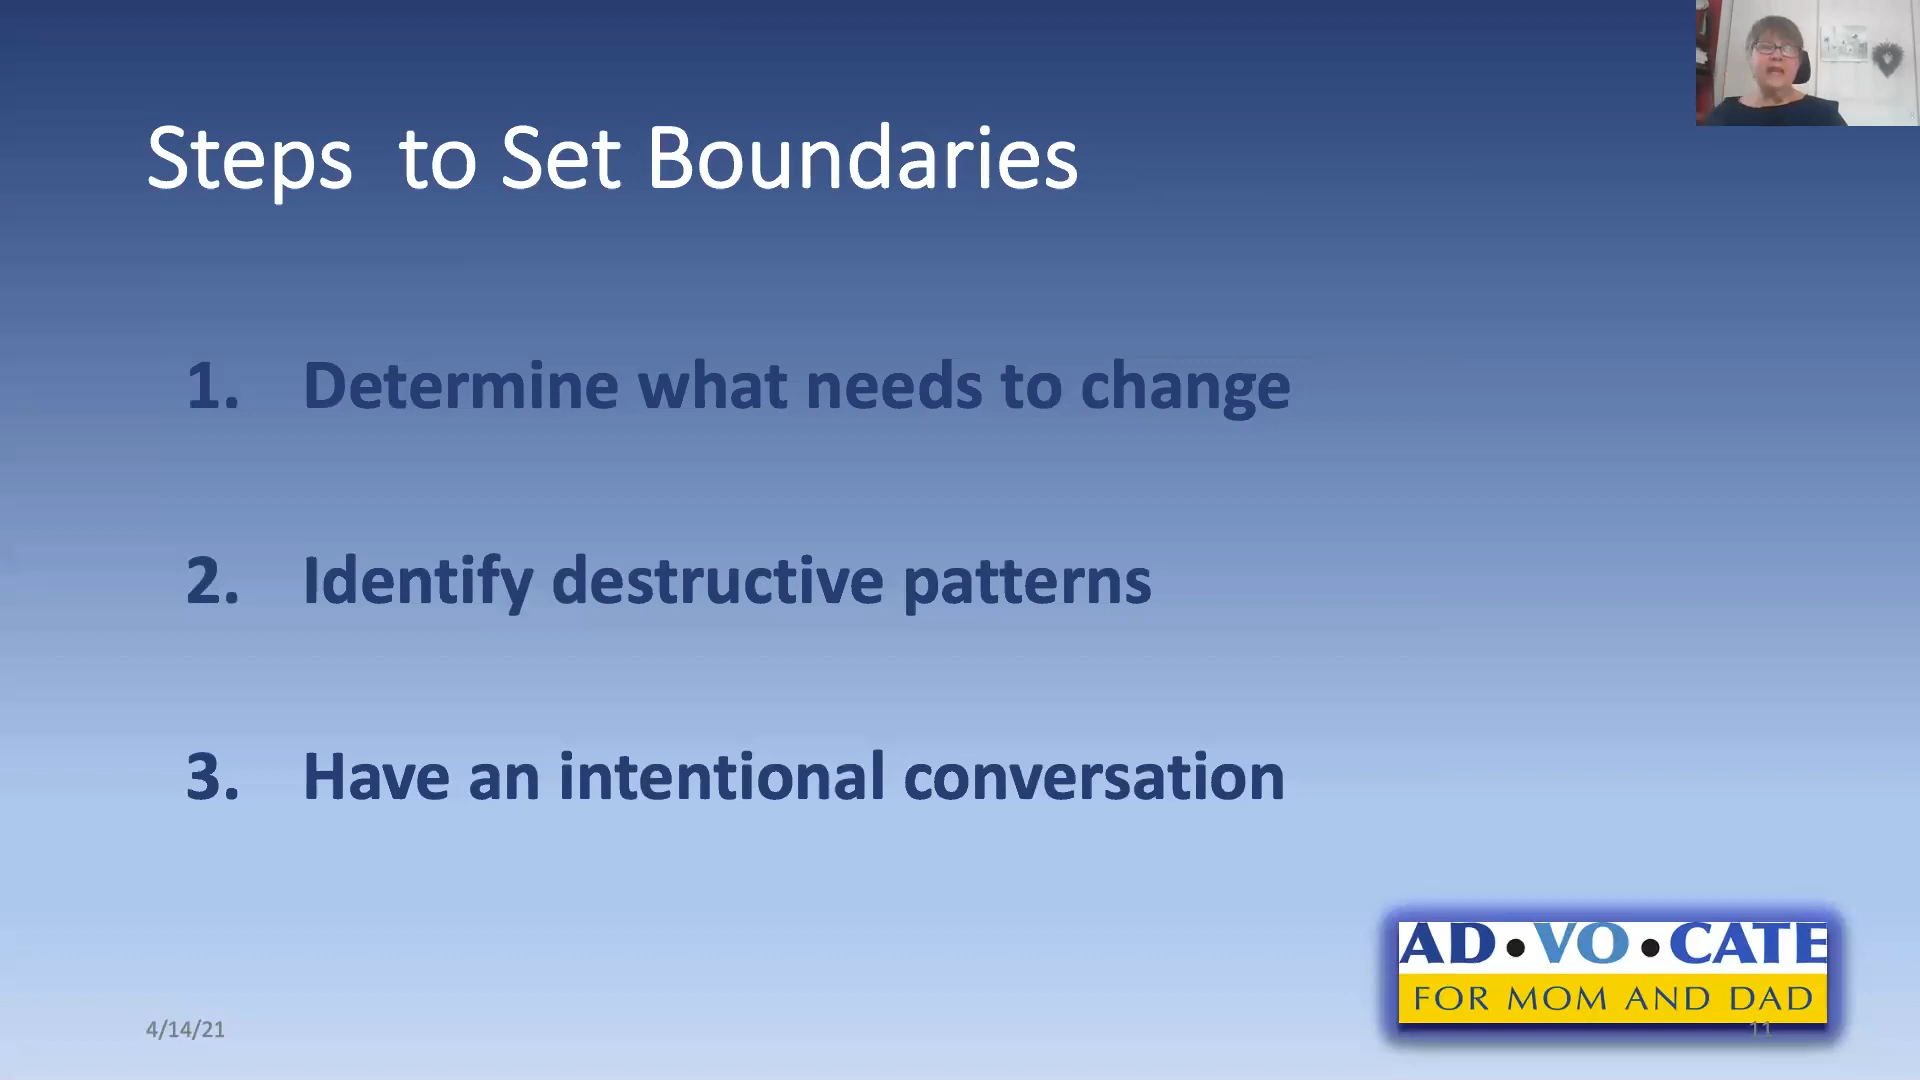 Steps  to Set Boundaries
1. Determine what needs to change
2. Identify destructive patterns
3. Have an intentional conversation
AD•VO•CATE
FOR MOM AND DAD
4/14/21
11